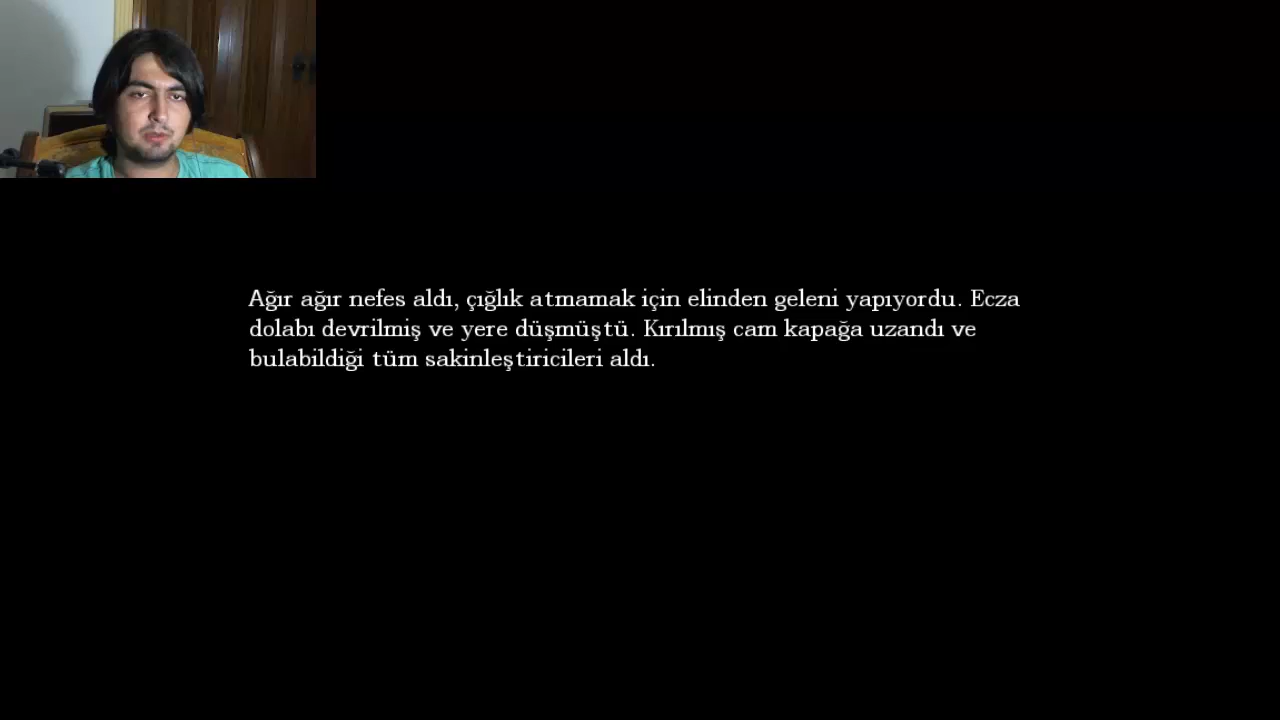 Ağır ağır nefes aldı, çığlık atmamak için elinden geleni yapıyordu. Ecza
dolabı devrilmiş ve yere düşmüştü. Kırılmış cam kapağa uzandı ve
bulabildiği tüm sakinleştiricileri aldı.